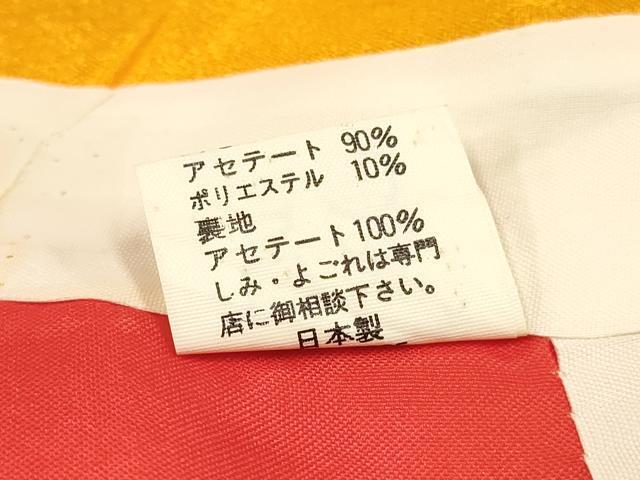 アセテート 90%
ポリエステル 10%
裏地
アセテート100%
しみ・よごれは専門
店に御相談下さい。
日本製